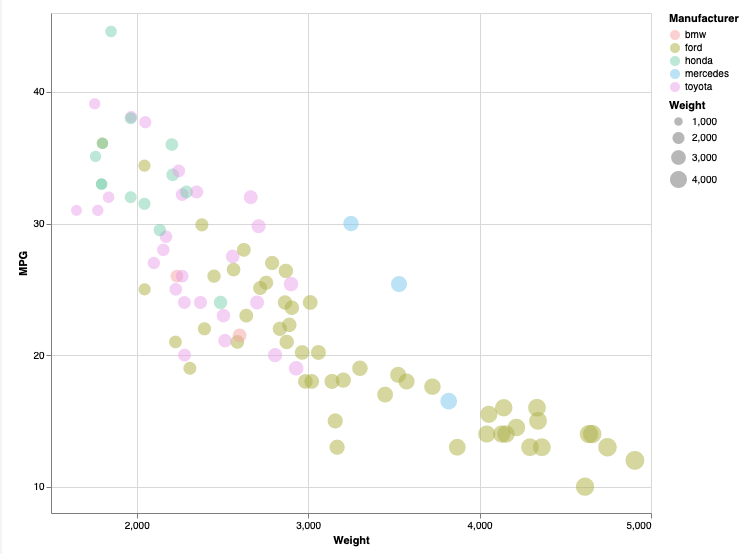 Manufacturer
bmw
ford
honda
mercedes
toyota
Weight
1,000
2,000
3,000
4,000
MPG
40
30
20
10
2,000 3,000 4,000 5,000
Weight